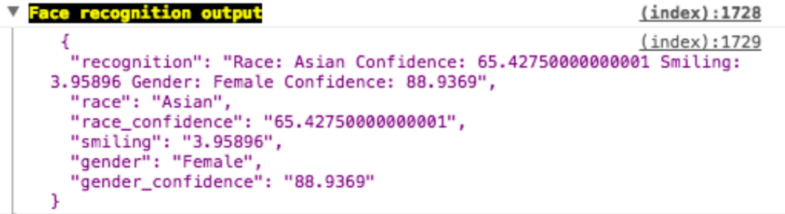 ▼ Face recognition output (index):1728
{ (index):1729
"recognition": "Race: Asian Confidence: 65.42750000000001 Smiling:
3.95896 Gender: Female Confidence: 88.9369",
"race": "Asian",
"race_confidence": "65.42750000000001",
"smiling": "3.95896",
"gender": "Female",
"gender_confidence": "88.9369"
}